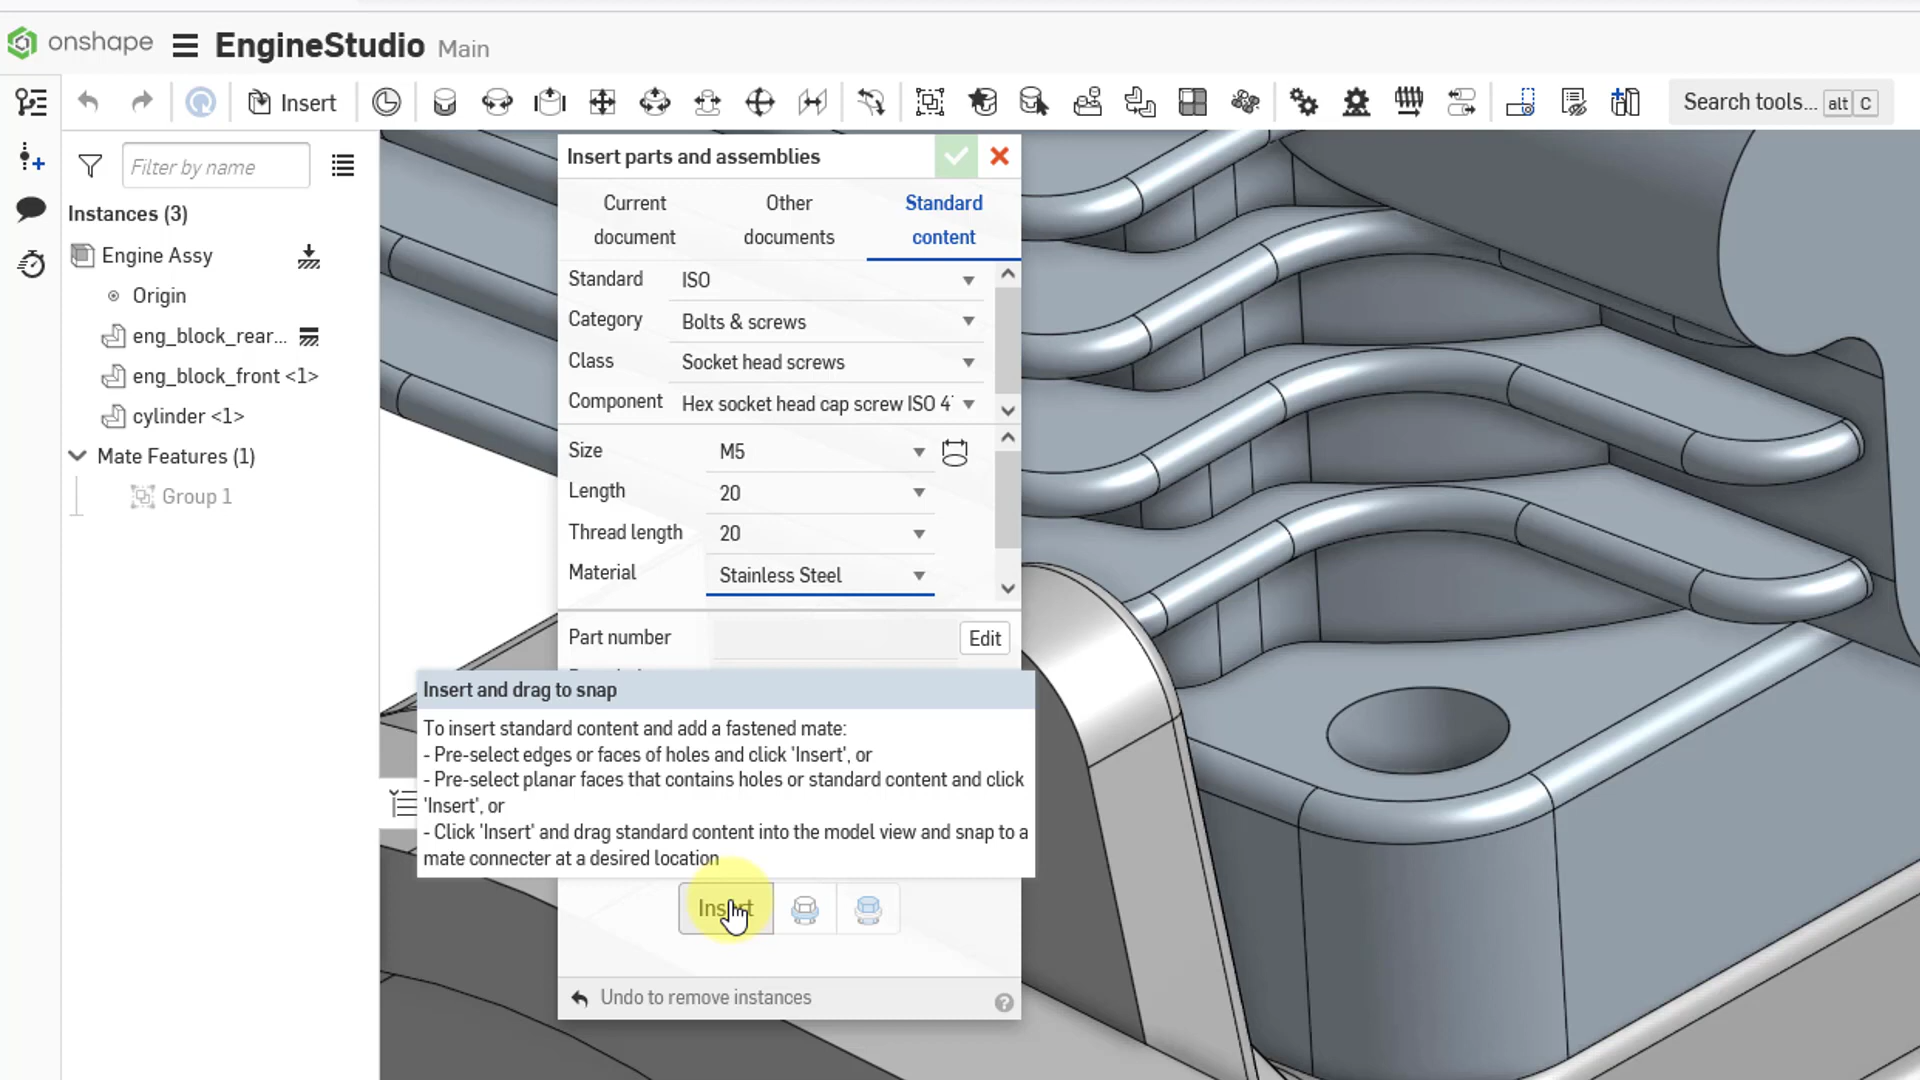 onshape EngineStudio Main
Insert
Search tools... alt C
Filter by name
Instances (3)
Engine Assy
Origin
eng_block_rear...
eng_block_front <1>
cylinder <1>
Mate Features (1)
Group 1
Insert parts and assemblies
Current document
Other documents
Standard content
Standard ISO
Category Bolts & screws
Class Socket head screws
Component Hex socket head cap screw ISO 4
Size M5
Length 20
Thread length 20
Material Stainless Steel
Part number Edit
Insert and drag to snap
To insert standard content and add a fastened mate:
- Pre-select edges or faces of holes and click 'Insert', or
- Pre-select planar faces that contains holes or standard content and click
'Insert', or
- Click 'Insert' and drag standard content into the model view and snap to a
mate connecter at a desired location
Insert
Undo to remove instances